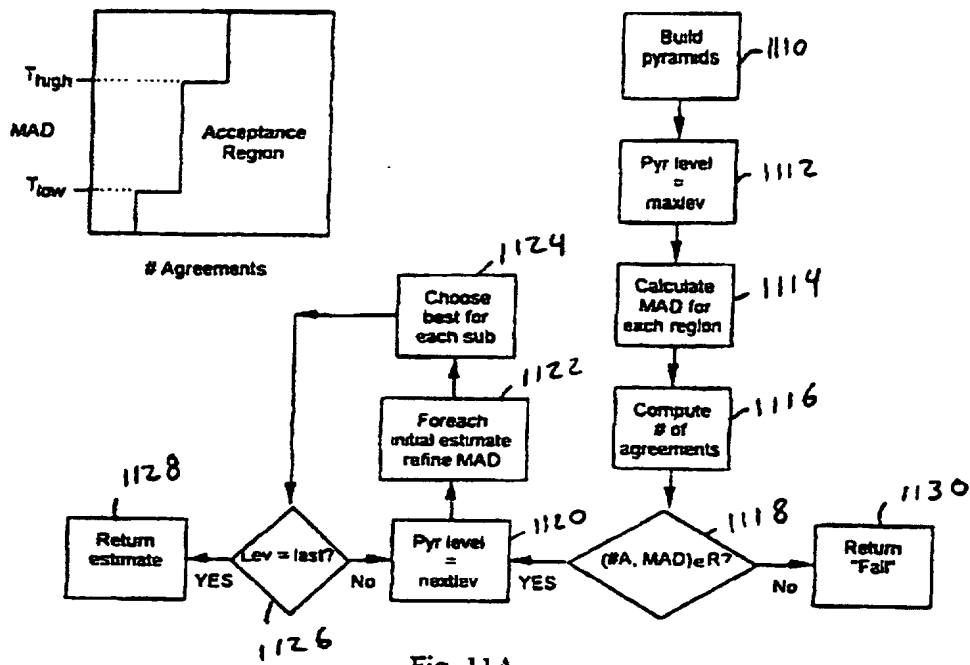 Thigh
MAD
Tlow
Acceptance
Region
# Agreements
Build
pyramids
1110
Pyr level
=
maxlev
1112
Calculate
MAD for
each region
1114
Compute
# of
agreements
1116
(#A, MAD)∈R?
1118
YES
No
Return
"Fail"
1130
Pyr level
=
nextlev
1120
Foreach
initial estimate
refine MAD
1122
Choose
best for
each sub
1124
Lev = last?
1126
YES
No
Return
estimate
1128
Fig. 11A